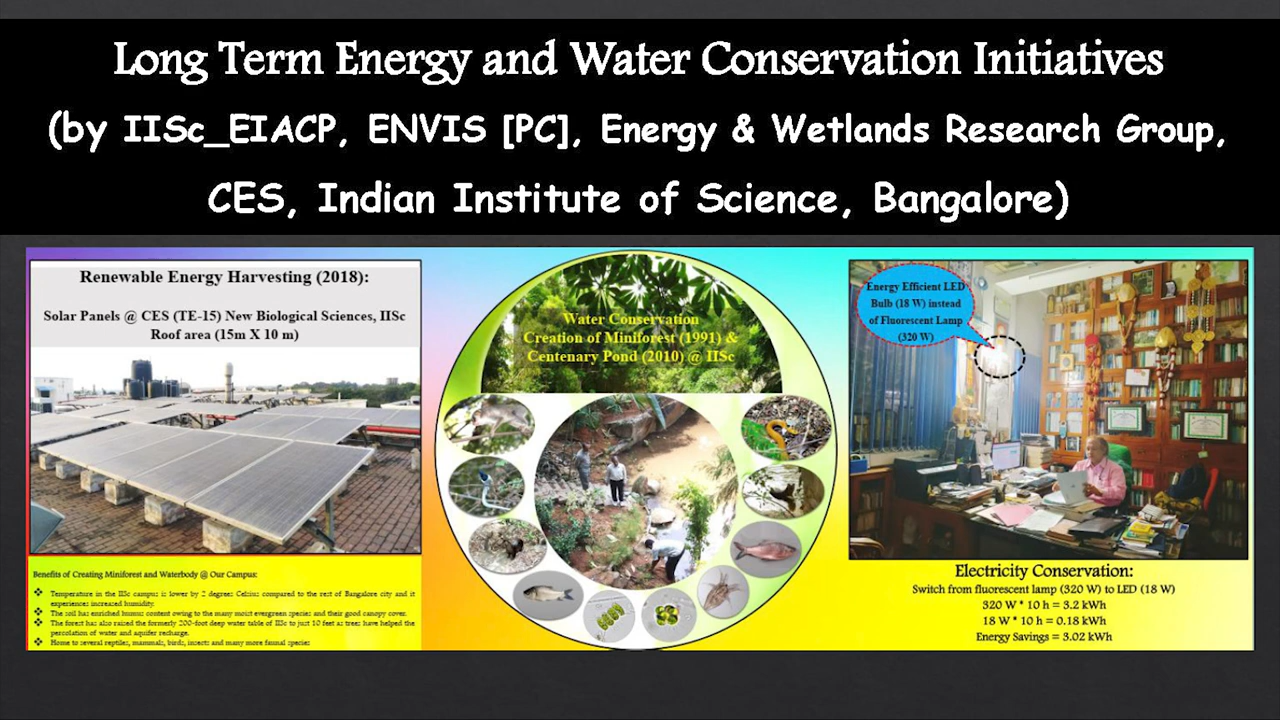 Long Term Energy and Water Conservation Initiatives
(by IISc_EIACP, ENVIS [PC], Energy & Wetlands Research Group,
CES, Indian Institute of Science, Bangalore)
Renewable Energy Harvesting (2018):
Solar Panels @ CES (TE-15) New Biological Sciences, IISc
Roof area (15m X 10 m)
Benefits of Creating Miniforest and Waterbody @ Our Campus:
❖ Temperature in the IISc campus is lower by 2 degrees Celsius compared to the rest of Bangalore city and it
experiences increased humidity.
❖ The soil has enriched humus content owing to the many moist evergreen species and their good canopy cover.
❖ The forest has also raised the formerly 200-foot deep water table of IISc to just 10 feet as trees have helped the
percolation of water and aquifer recharge.
❖ Home to several reptiles, mammals, birds, insects and many more faunal species
Water Conservation
Creation of Miniforest (1991) &
Centenary Pond (2010) @ IISc
Energy Efficient LED
Bulb (18 W) instead
of Fluorescent Lamp
(320 W)
Electricity Conservation:
Switch from fluorescent lamp (320 W) to LED (18 W)
320 W * 10 h = 3.2 kWh
18 W * 10 h = 0.18 kWh
Energy Savings = 3.02 kWh